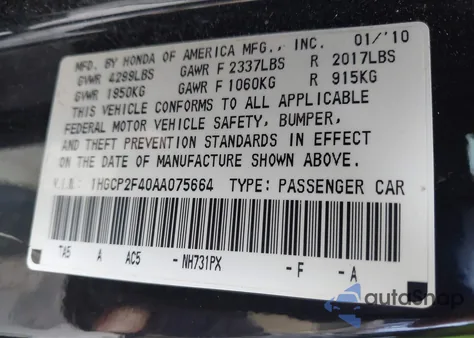 MFD. BY HONDA OF AMERICA MFG., INC. 01/'10
GVWR 4299LBS GAWR F 2337LBS R 2017LBS
GVWR 1950KG GAWR F 1060KG R 915KG
THIS VEHICLE CONFORMS TO ALL APPLICABLE
FEDERAL MOTOR VEHICLE SAFETY, BUMPER,
AND THEFT PREVENTION STANDARDS IN EFFECT
ON THE DATE OF MANUFACTURE SHOWN ABOVE.
V.I.N.: 1HGCP2F40AA075664 TYPE: PASSENGER CAR
TA5 A AC5 - NH731PX - F - A
autoSnap